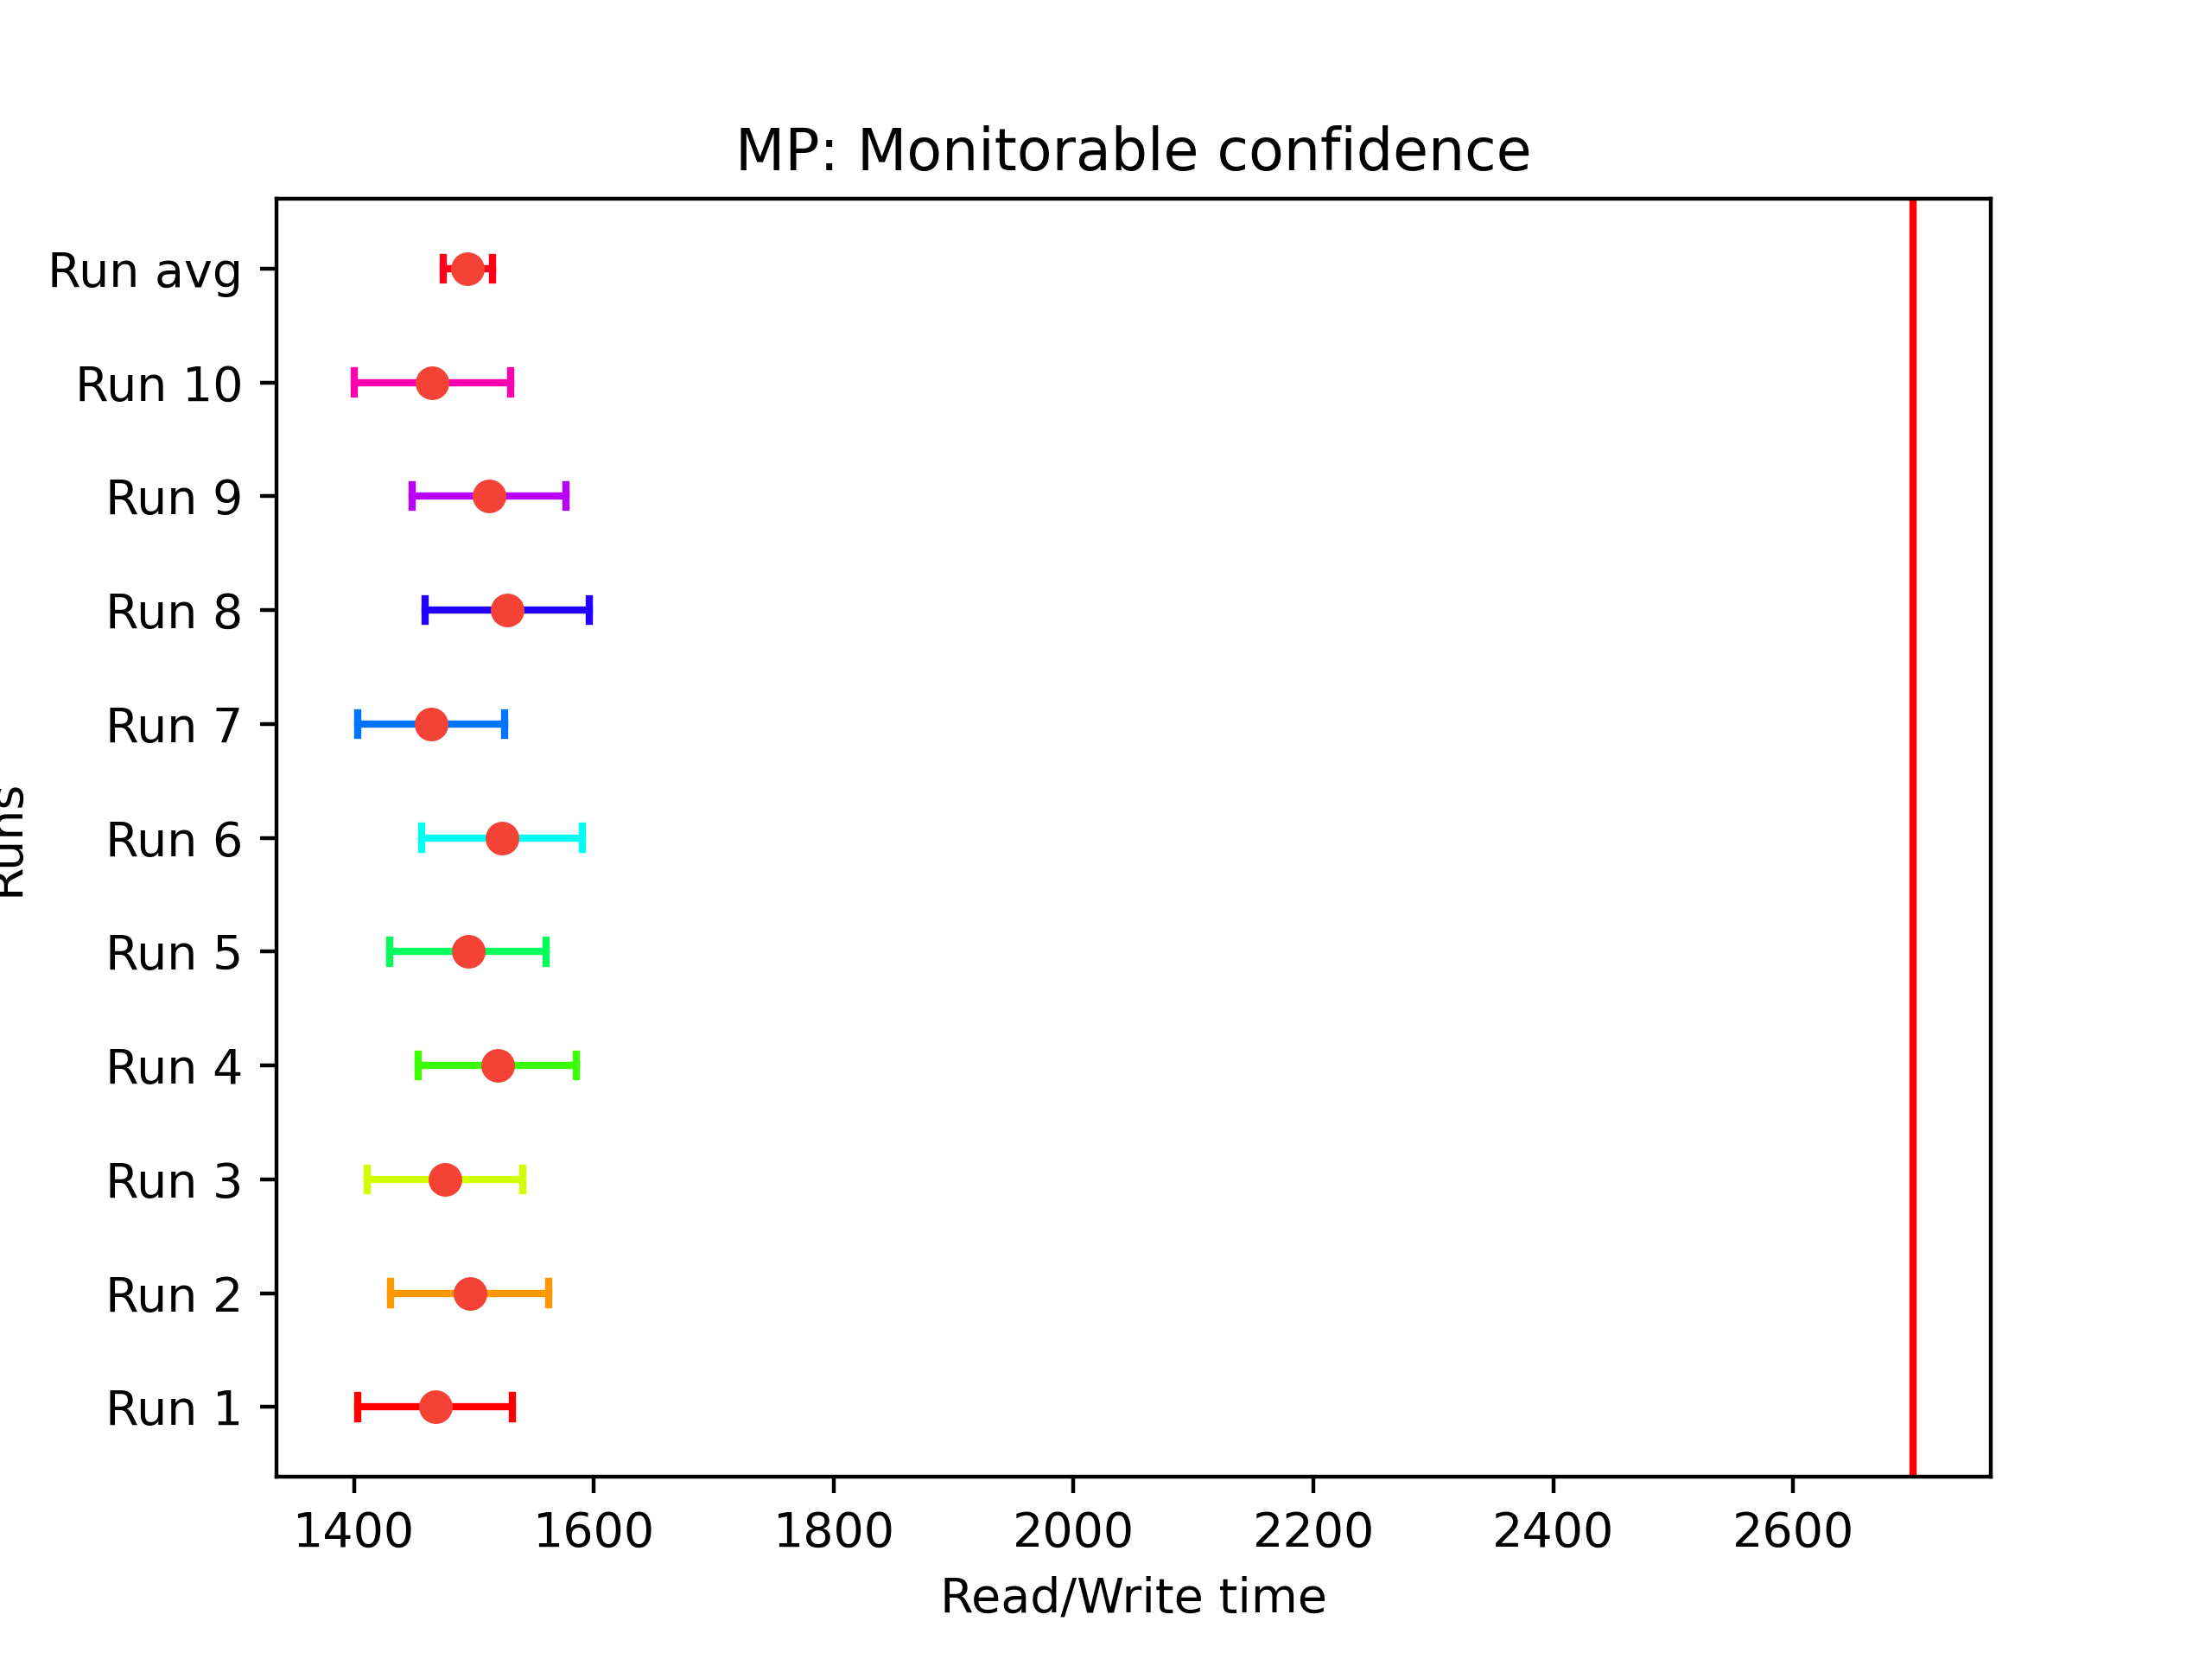 MP: Monitorable confidence
Run avg
Run 10
Run 9
Run 8
Run 7
Run 6
Run 5
Run 4
Run 3
Run 2
Run 1
Runs
1400 1600 1800 2000 2200 2400 2600
Read/Write time